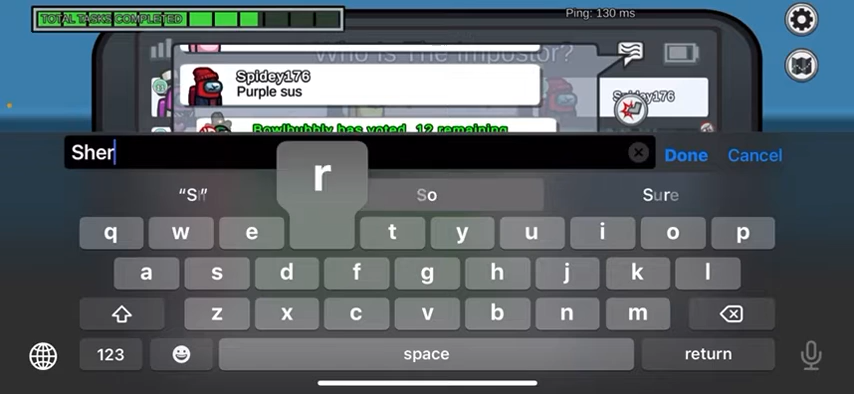 TOTAL TASKS COMPLETED
Ping: 130 ms
Who Is The Impostor?
Spidey176
Purple sus
Spidey176
Bowlbubbly has voted. 12 remaining.
Sher
Done
Cancel
r
So
Sure
q w e t y u i o p
a s d f g h j k l
z x c v b n m
123
space
return